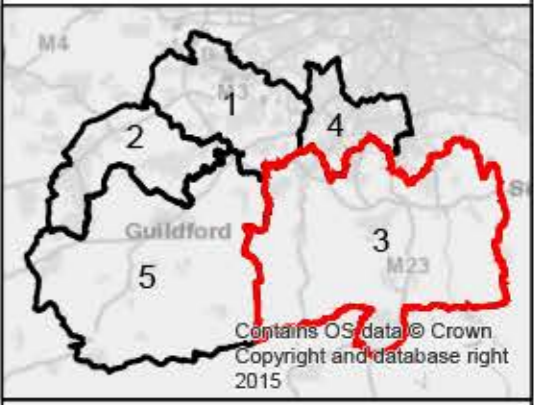 M4
M3
1
2
4
Guildford
3
M23
5
Contains OS data © Crown
Copyright and database right
2015